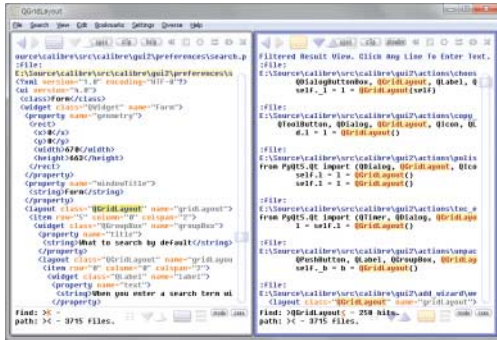 QGridLayout
File Search View Edit Bookmarks Settings Diverse Help
ource\calibre\src\calibre\gui2\preferences\search.p
:file:
E:\Source\calibre\src\calibre\gui2\preferences\s
<?xml version="1.0" encoding="UTF-8"?>
<ui version="4.0">
<class>Form</class>
<widget class="QWidget" name="Form">
<property name="geometry">
<rect>
<x>0</x>
<y>0</y>
<width>670</width>
<height>663</height>
</rect>
</property>
<property name="windowTitle">
<string>Form</string>
</property>
<layout class="QGridLayout" name="gridLayout">
<item row="5" column="0" colspan="2">
<widget class="QGroupBox" name="groupBox">
<property name="title">
<string>What to search by default</string>
</property>
<layout class="QGridLayout" name="gridLayou
<item row="0" column="0" colspan="2">
<widget class="QLabel" name="label">
<property name="text">
<string>When you enter a search term wi
</property>
find: >< -
path: >< - 3715 files.
Filtered Result View. Click Any Line To Enter Text.
:file:
E:\Source\calibre\src\calibre\gui2\actions\choos
QDialogButtonBox, QGridLayout, QLabel, Q
self._l = l = QGridLayout(self)
:file:
E:\Source\calibre\src\calibre\gui2\actions\copy_
QToolButton, QDialog, QGridLayout, QIcon, QL
d.l = l = QGridLayout()
:file:
E:\Source\calibre\src\calibre\gui2\actions\polis
from PyQt5.Qt import (QDialog, QGridLayout, QIco
self.l = l = QGridLayout()
self.l = l = QGridLayout()
:file:
E:\Source\calibre\src\calibre\gui2\actions\toc_e
from PyQt5.Qt import (QTimer, QDialog, QGridLayo
l = self.l = QGridLayout()
:file:
E:\Source\calibre\src\calibre\gui2\actions\unpac
QPushButton, QLabel, QGroupBox, QGridLay
self._b = b = QGridLayout()
:file:
E:\Source\calibre\src\calibre\gui2\add_wizard\we
<layout class="QGridLayout" name="gridLayout">
find: >QGridLayout< - 250 hits.
path: >< - 3715 files.